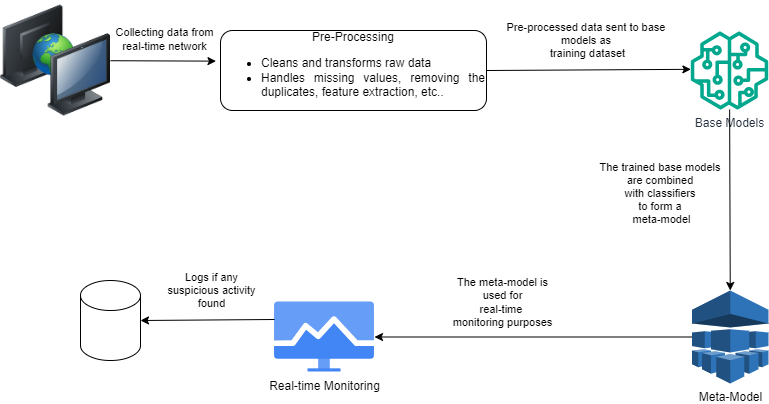 Collecting data from
real-time network
Pre-Processing
• Cleans and transforms raw data
• Handles missing values, removing the
duplicates, feature extraction, etc..
Pre-processed data sent to base
models as
training dataset
Base Models
The trained base models
are combined
with classifiers
to form a
meta-model
Logs if any
suspicious activity
found
The meta-model is
used for
real-time
monitoring purposes
Real-time Monitoring
Meta-Model